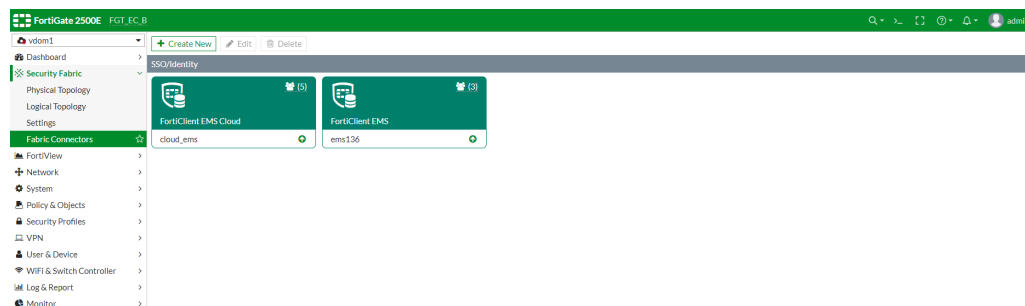 FortiGate 2500E FGT_EC_B
vdom1
Create New Edit Delete
Dashboard
SSO/Identity
Security Fabric
Physical Topology
Logical Topology
Settings
Fabric Connectors
(5)
FortiClient EMS Cloud
cloud_ems
(3)
FortiClient EMS
ems136
FortiView
Network
System
Policy & Objects
Security Profiles
VPN
User & Device
WiFi & Switch Controller
Log & Report
Monitor